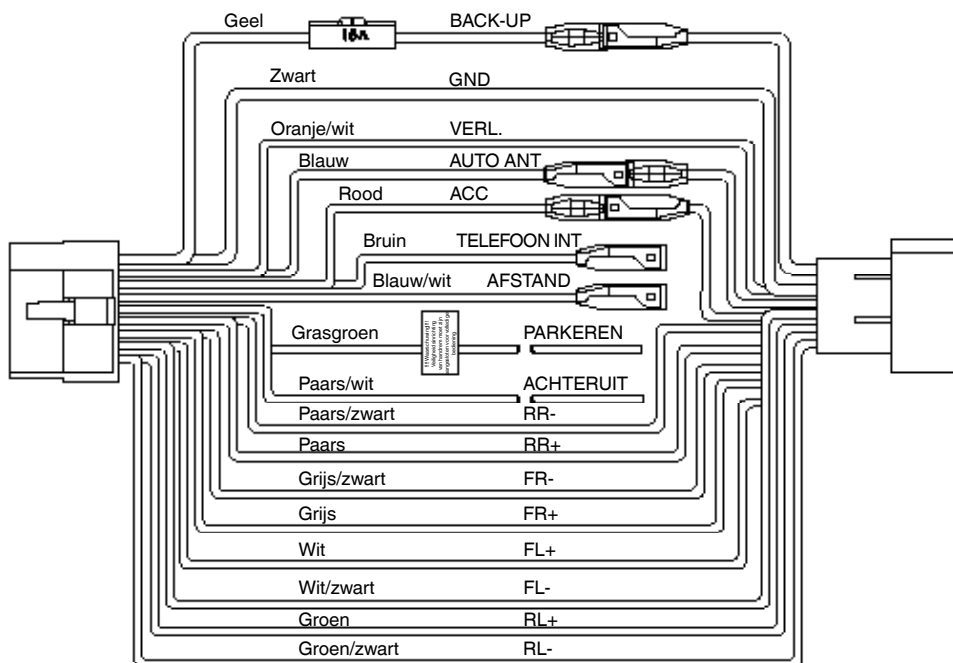 Geel BACK-UP
15A
Zwart GND
Oranje/wit VERL.
Blauw AUTO ANT
Rood ACC
Bruin TELEFOON INT
Blauw/wit AFSTAND
Grasgroen PARKEREN
Paars/wit ACHTERUIT
Paars/zwart RR-
Paars RR+
Grijs/zwart FR-
Grijs FR+
Wit FL+
Wit/zwart FL-
Groen RL+
Groen/zwart RL-